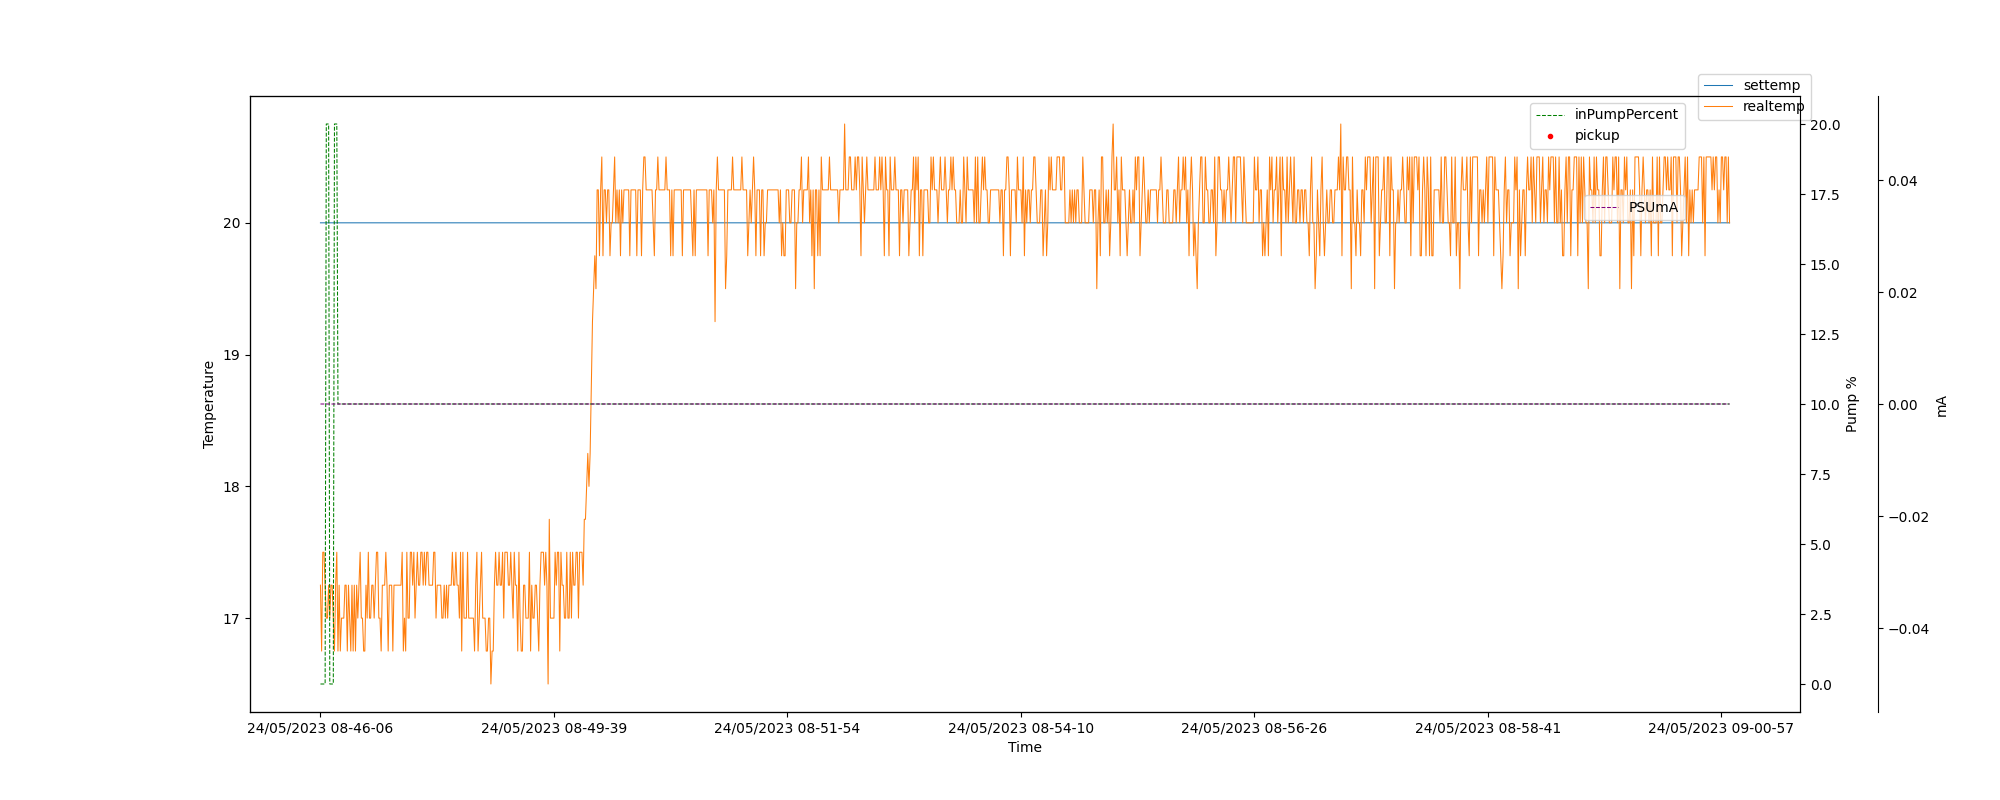 settemp
realtemp
inPumpPercent
pickup
PSUmA
20
19
18
17
Temperature
20.0
17.5
15.0
12.5
10.0
7.5
5.0
2.5
0.0
Pump %
0.04
0.02
0.00
−0.02
−0.04
mA
24/05/2023 08-46-06
24/05/2023 08-49-39
24/05/2023 08-51-54
24/05/2023 08-54-10
24/05/2023 08-56-26
24/05/2023 08-58-41
24/05/2023 09-00-57
Time